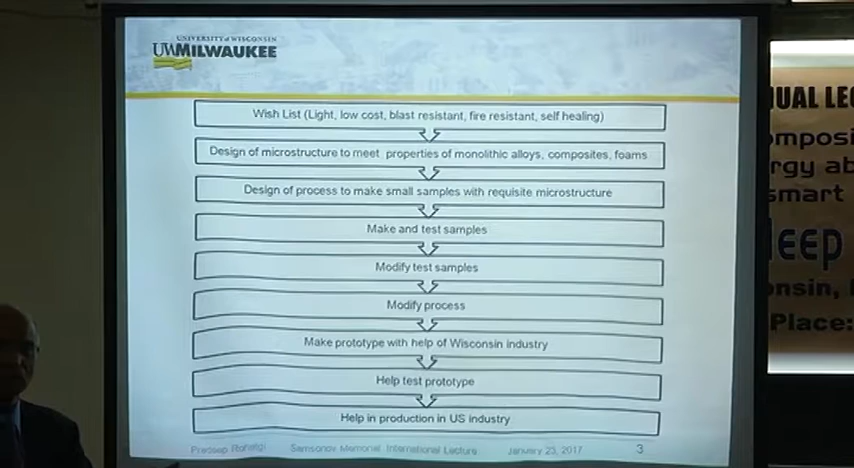 UNIVERSITY of WISCONSIN
UWMILWAUKEE
Wish List (Light, low cost, blast resistant, fire resistant, self healing)
Design of microstructure to meet properties of monolithic alloys, composites, foams
Design of process to make small samples with requisite microstructure
Make and test samples
Modify test samples
Modify process
Make prototype with help of Wisconsin industry
Help test prototype
Help in production in US industry
Pradeep Rohatgi Samsonov Memorial International Lecture January 23, 2017 3
UAL LEC
mposi
rgy ab
smart
deep
onsin,
Place: